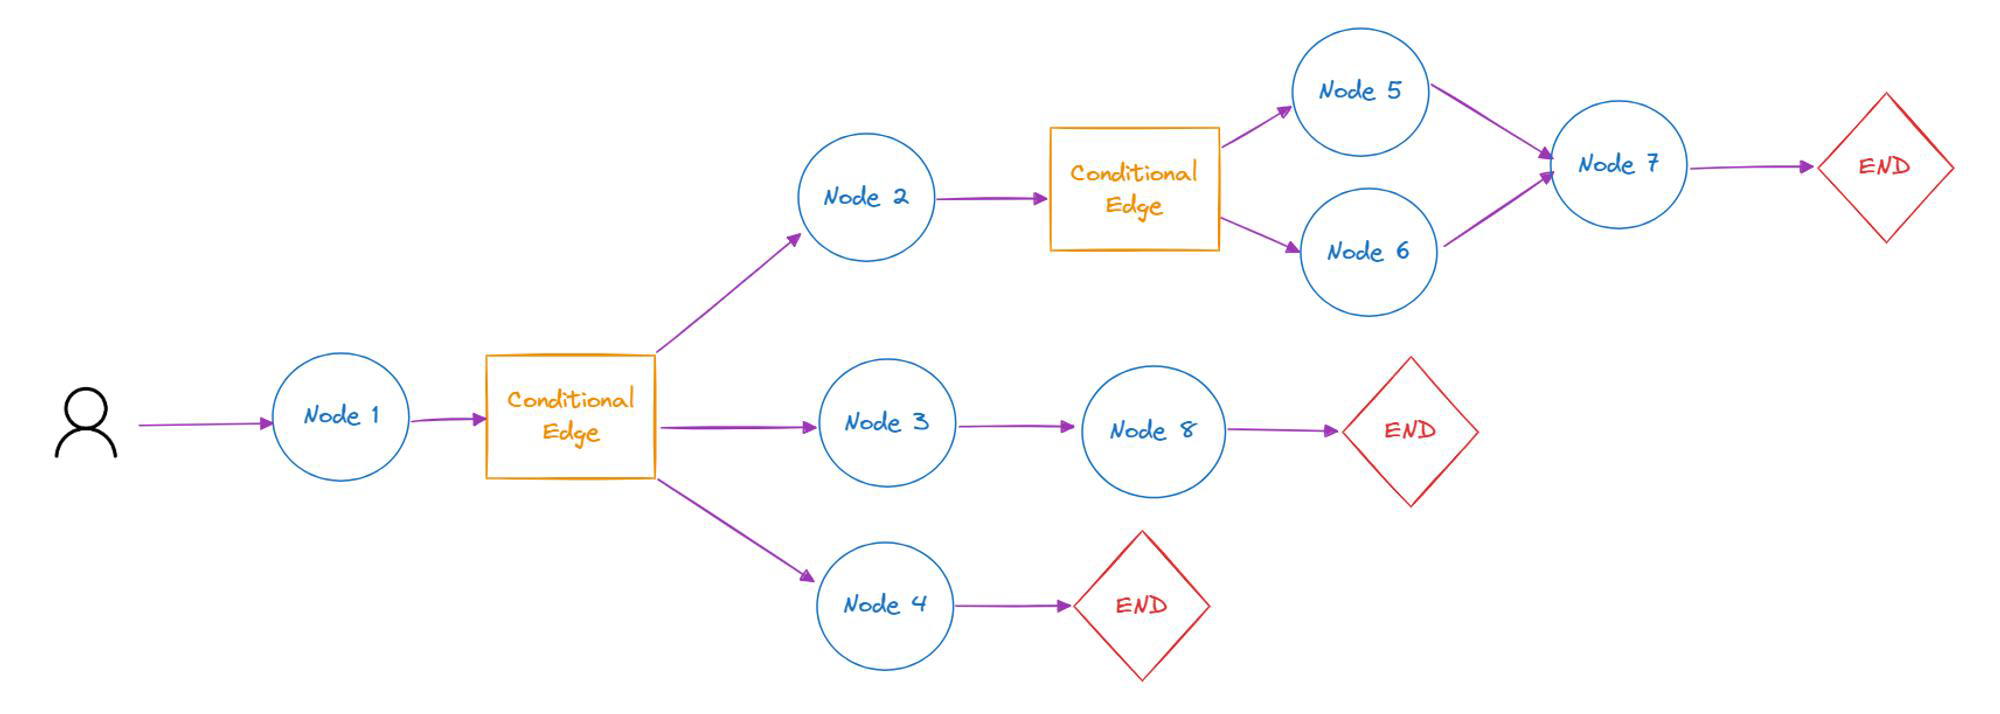 Node 5
Node 7
END
Node 2
Conditional
Edge
Node 6
Node 1
Conditional
Edge
Node 3
Node 8
END
Node 4
END